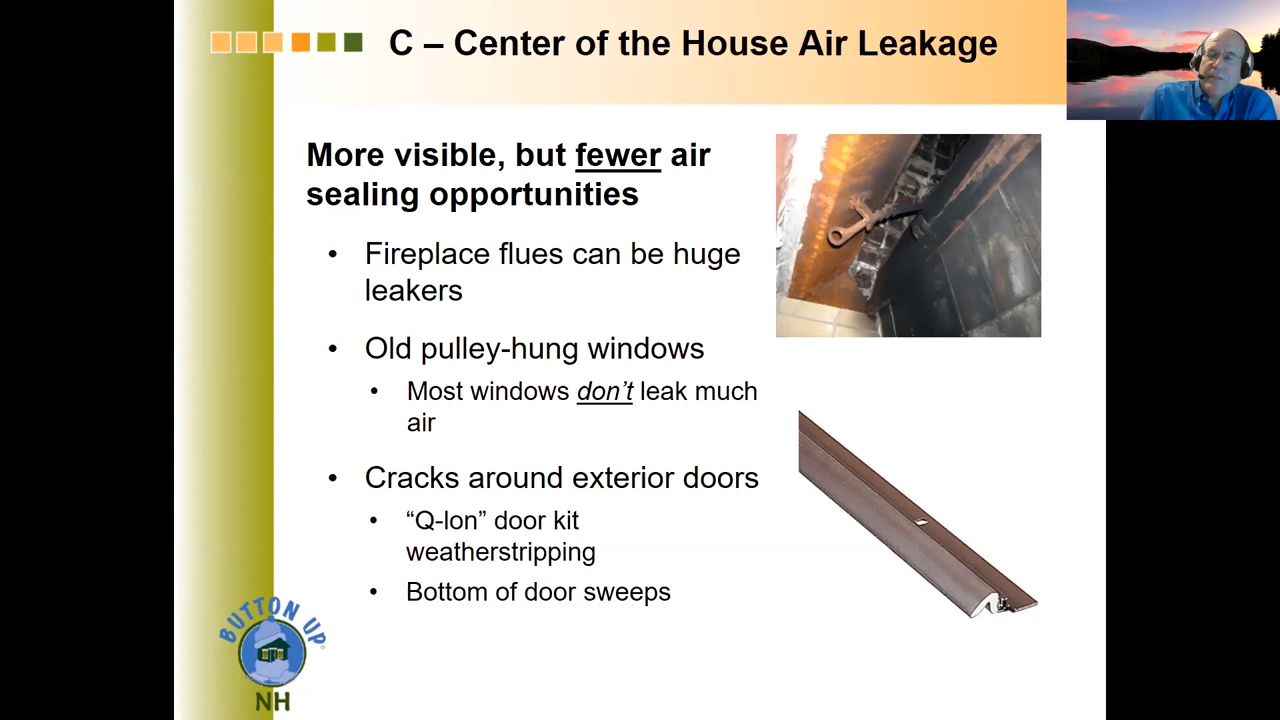 C – Center of the House Air Leakage
More visible, but fewer air
sealing opportunities
• Fireplace flues can be huge
leakers
• Old pulley-hung windows
• Most windows don’t leak much
air
• Cracks around exterior doors
• “Q-lon” door kit
weatherstripping
• Bottom of door sweeps
BUTTON UP
NH